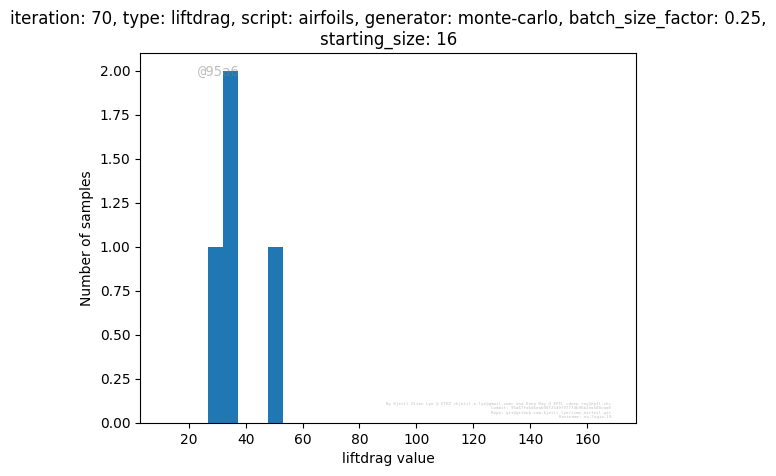 iteration: 70, type: liftdrag, script: airfoils, generator: monte-carlo, batch_size_factor: 0.25,
starting_size: 16
@95a6
2.00
1.75
1.50
1.25
1.00
0.75
0.50
0.25
0.00
Number of samples
20 40 60 80 100 120 140 160
liftdrag value